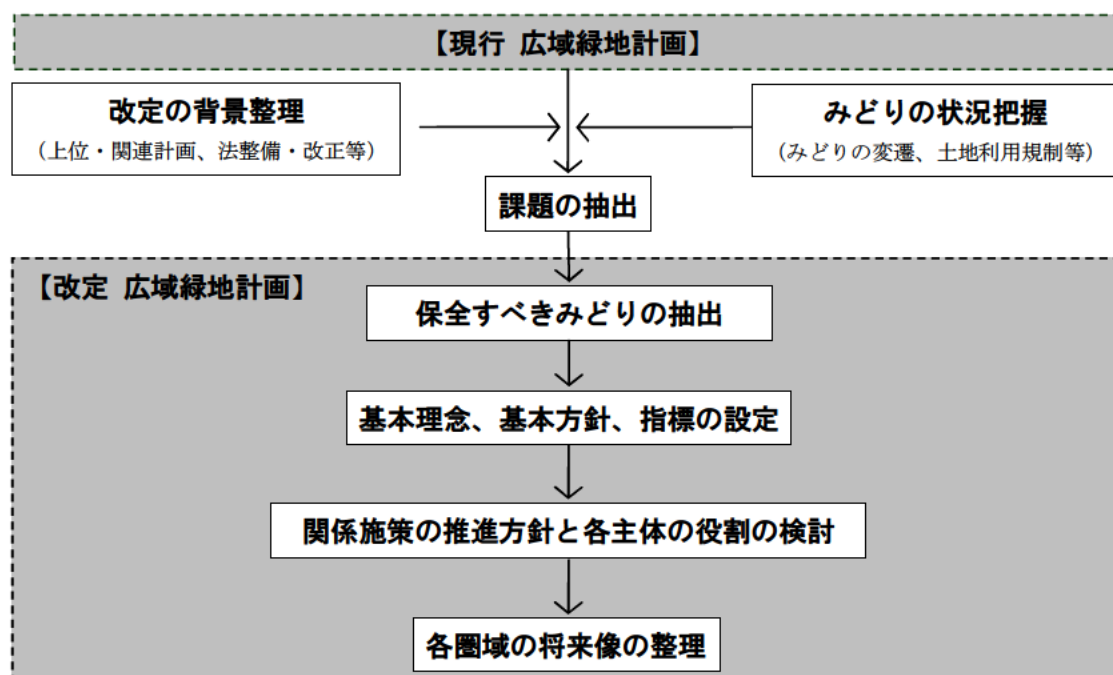 【現行 広域緑地計画】
改定の背景整理
（上位・関連計画、法整備・改正等）
みどりの状況把握
（みどりの変遷、土地利用規制等）
課題の抽出
【改定 広域緑地計画】
保全すべきみどりの抽出
基本理念、基本方針、指標の設定
関係施策の推進方針と各主体の役割の検討
各圏域の将来像の整理